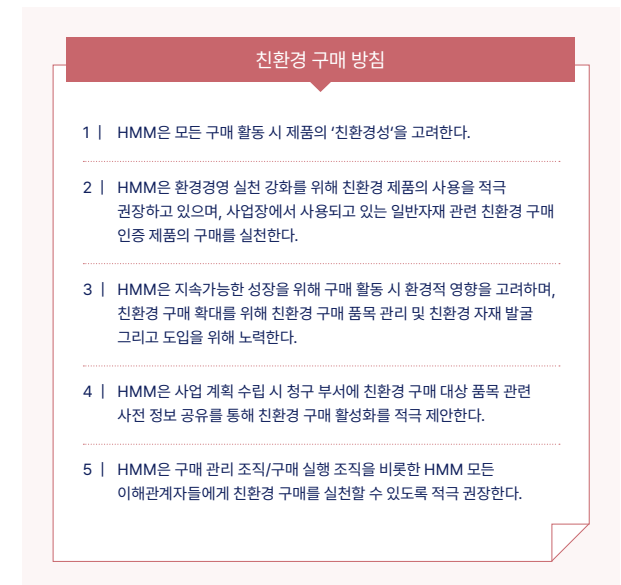 친환경 구매 방침
1 | HMM은 모든 구매 활동 시 제품의 ‘친환경성’을 고려한다.
2 | HMM은 환경경영 실천 강화를 위해 친환경 제품의 사용을 적극
권장하고 있으며, 사업장에서 사용되고 있는 일반자재 관련 친환경 구매
인증 제품의 구매를 실천한다.
3 | HMM은 지속가능한 성장을 위해 구매 활동 시 환경적 영향을 고려하며,
친환경 구매 확대를 위해 친환경 구매 품목 관리 및 친환경 자재 발굴
그리고 도입을 위해 노력한다.
4 | HMM은 사업 계획 수립 시 청구 부서에 친환경 구매 대상 품목 관련
사전 정보 공유를 통해 친환경 구매 활성화를 적극 제안한다.
5 | HMM은 구매 관리 조직/구매 실행 조직을 비롯한 HMM 모든
이해관계자들에게 친환경 구매를 실천할 수 있도록 적극 권장한다.